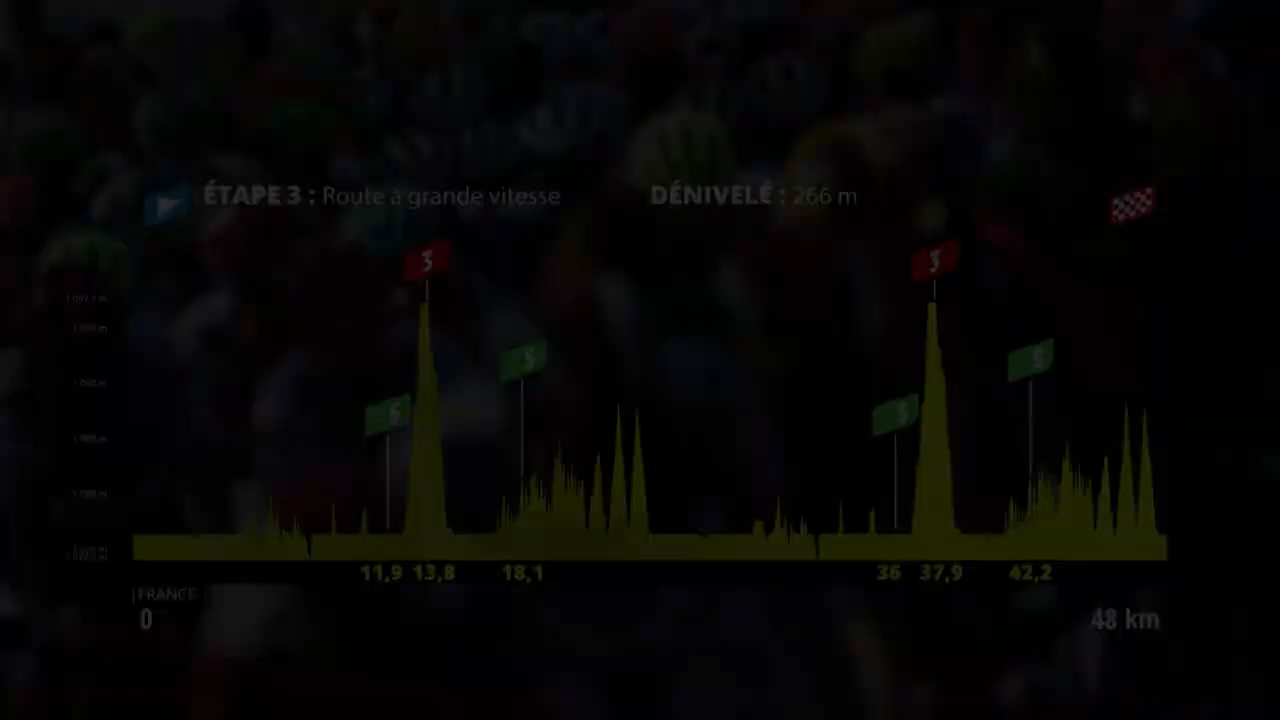 ÉTAPE 3 : Route à grande vitesse
DÉNIVELÉ : 266 m
3
3
S
S
S
S
11,9 13,8 18,1 36 37,9 42,2
FRANCE
0
48 km